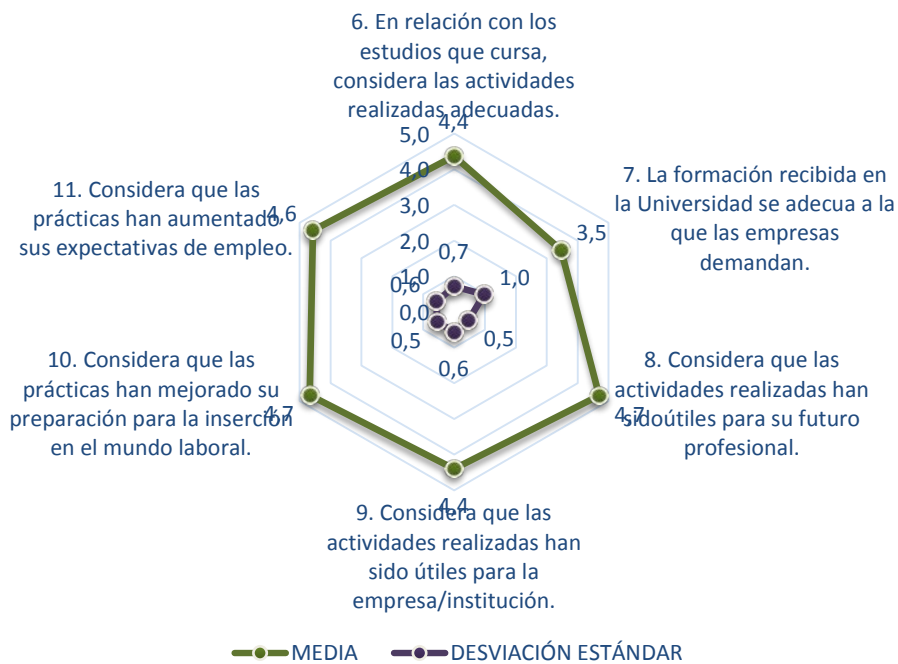 6. En relación con los
estudios que cursa,
considera las actividades
realizadas adecuadas.
4,4
5,0
4,0
3,0
2,0
1,0
0,0
7. La formación recibida en
la Universidad se adecua a la
que las empresas
demandan.
3,5
8. Considera que las
actividades realizadas han
sidoútiles para su futuro
profesional.
4,7
9. Considera que las
actividades realizadas han
sido útiles para la
empresa/institución.
4,4
10. Considera que las
prácticas han mejorado su
preparación para la inserción
en el mundo laboral.
4,7
11. Considera que las
prácticas han aumentado
sus expectativas de empleo.
4,6
0,7
1,0
0,5
0,6
0,5
0,6
MEDIA
DESVIACIÓN ESTÁNDAR